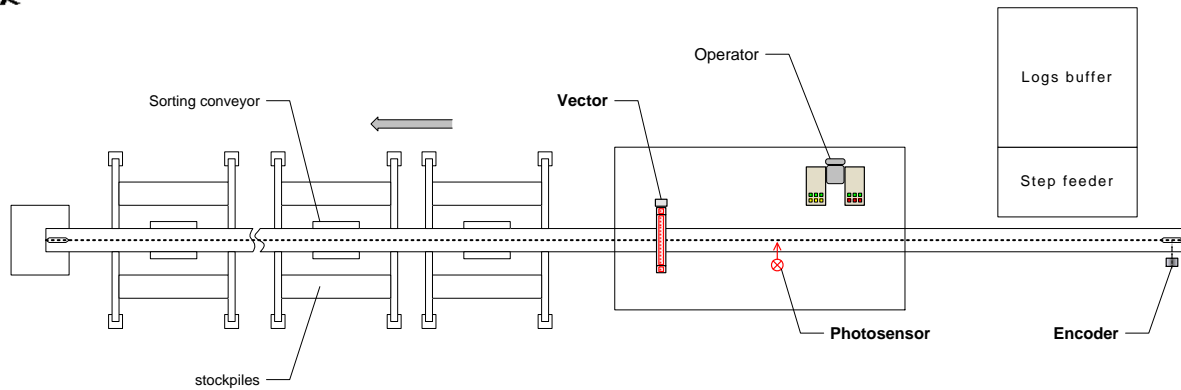 Operator
Logs buffer
Sorting conveyor
Vector
Step feeder
Photosensor
Encoder
stockpiles